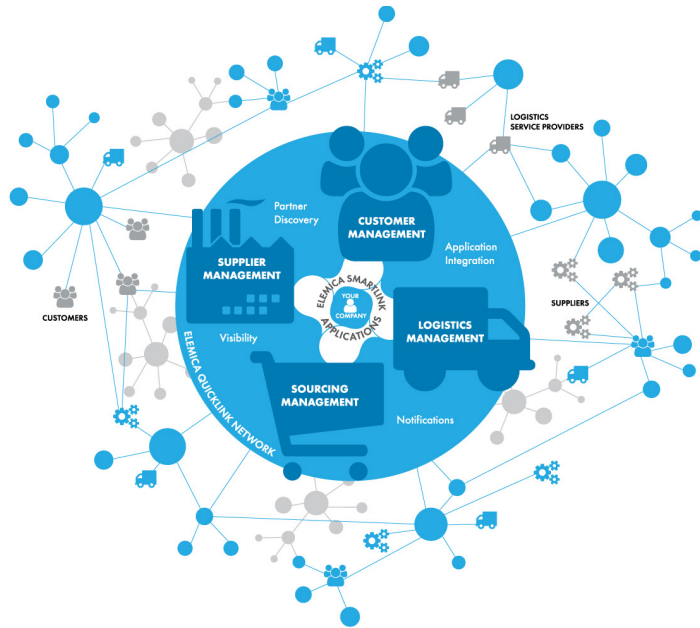 LOGISTICS
SERVICE PROVIDERS
Partner
Discovery
CUSTOMER
MANAGEMENT
Application
Integration
SUPPLIER
MANAGEMENT
ELEMICA SMARTLINK
APPLICATIONS
YOUR
COMPANY
CUSTOMERS
SUPPLIERS
Visibility
LOGISTICS
MANAGEMENT
SOURCING
MANAGEMENT
Notifications
ELEMICA QUICKLINK NETWORK